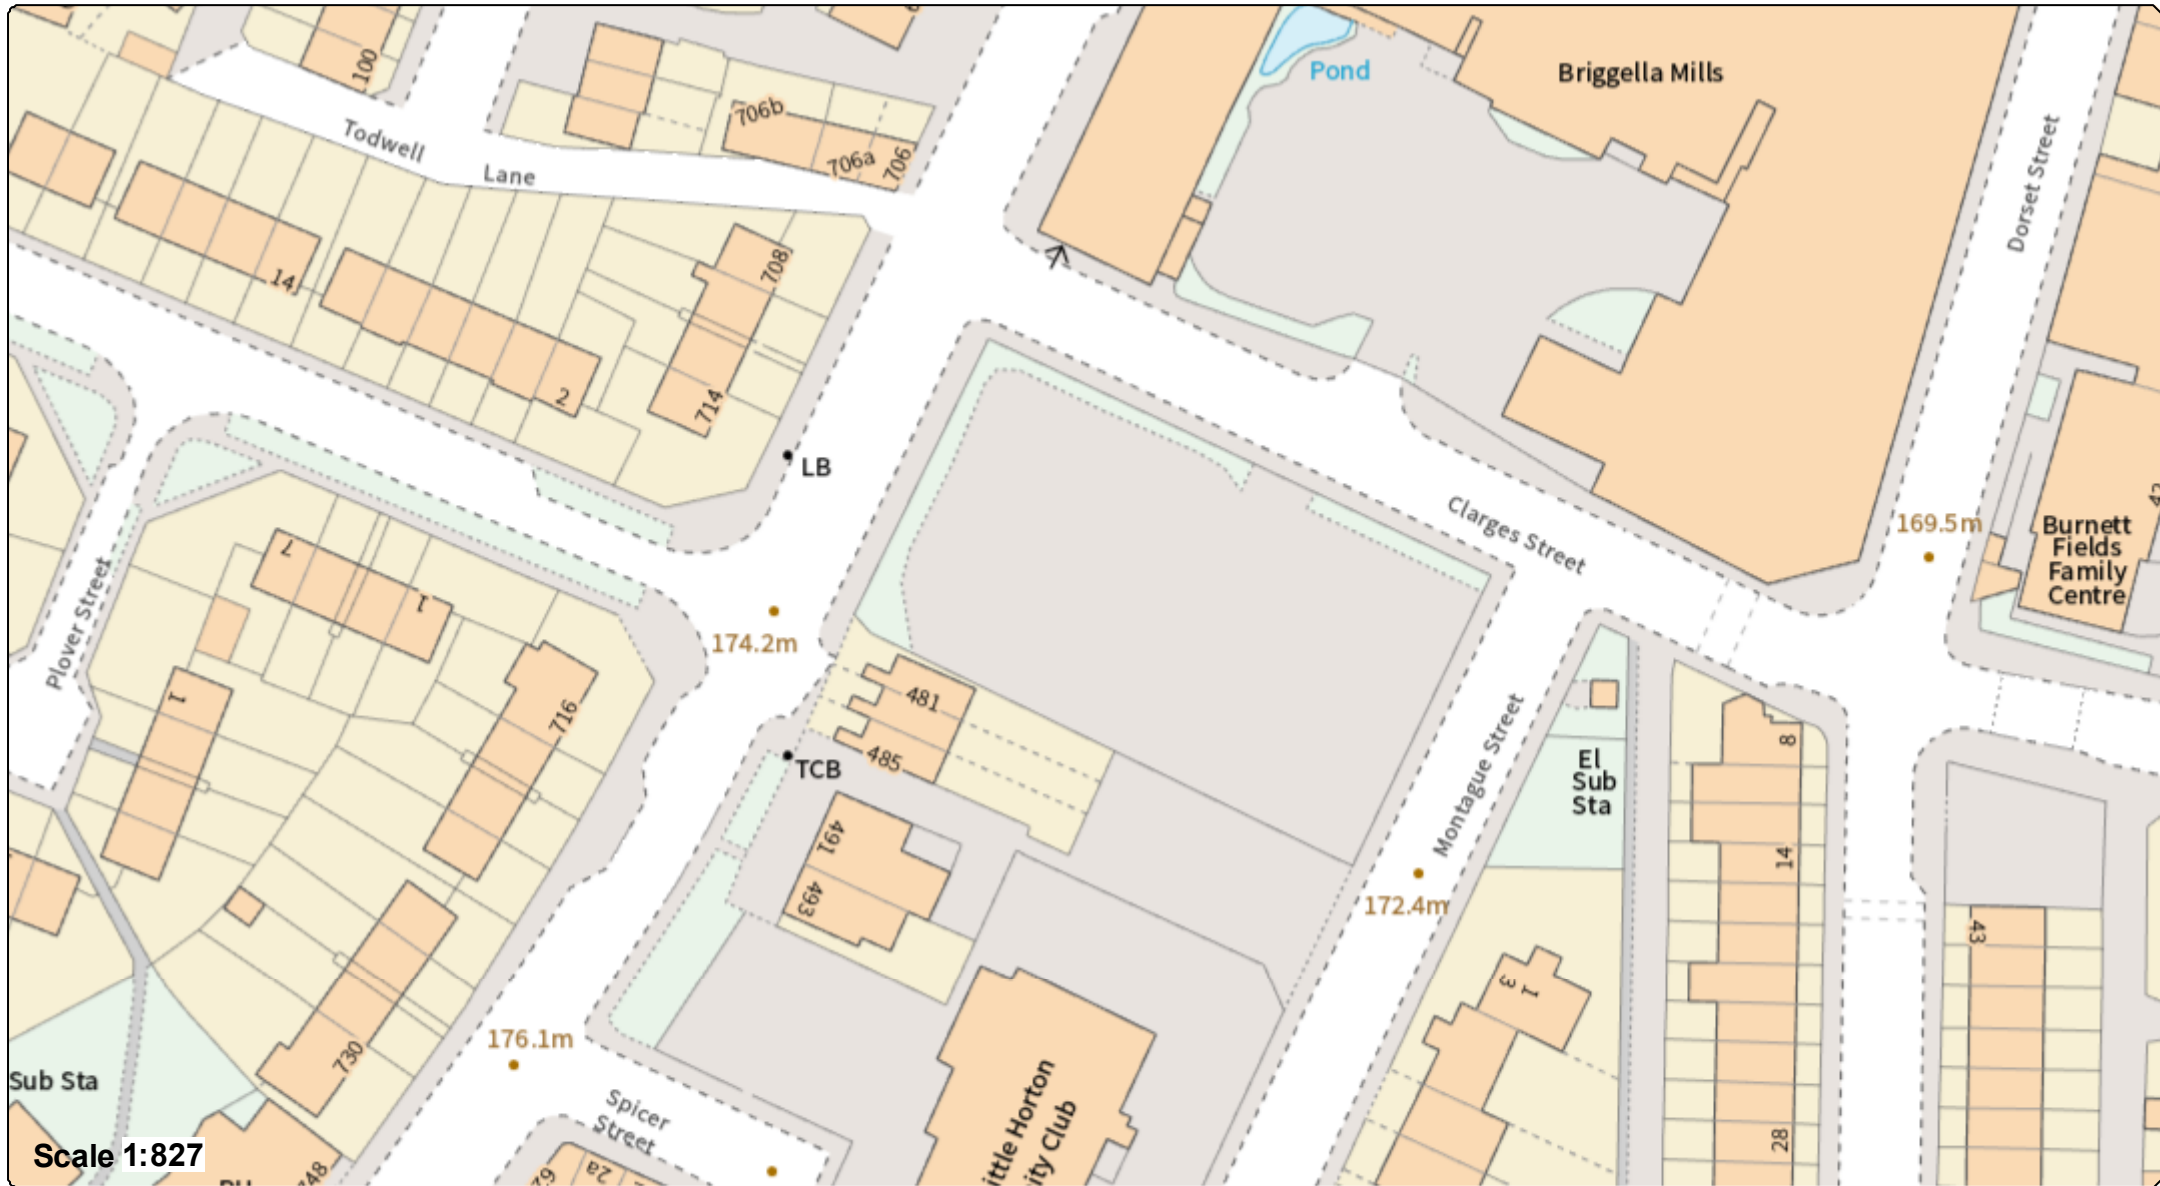 100
Pond
Briggella Mills
706b
Todwell
Lane
706a
706
Dorset Street
14
708
2
714
LB
Clarges Street
169.5m
Burnett
Fields
Family
Centre
7
1
174.2m
Plover Street
1
716
481
485
TCB
Montague Street
El
Sub
Sta
8
14
491
493
172.4m
43
3
1
176.1m
730
Sub Sta
Spicer
Street
28
2a
Scale 1:827